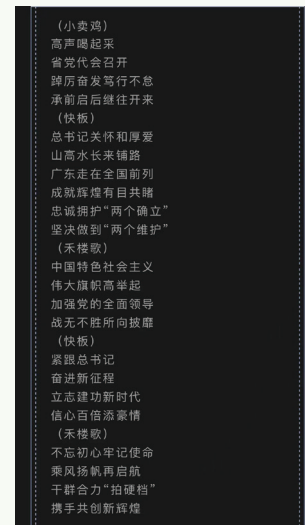 （小卖鸡）
高声喝起采
省党代会召开
踔厉奋发笃行不怠
承前启后继往开来
（快板）
总书记关怀和厚爱
山高水长来铺路
广东走在全国前列
成就辉煌有目共睹
忠诚拥护“两个确立”
坚决做到“两个维护”
（禾楼歌）
中国特色社会主义
伟大旗帜高举起
加强党的全面领导
战无不胜所向披靡
（快板）
紧跟总书记
奋进新征程
立志建功新时代
信心百倍添豪情
（禾楼歌）
不忘初心牢记使命
乘风扬帆再启航
干群合力“拍硬档”
携手共创新辉煌